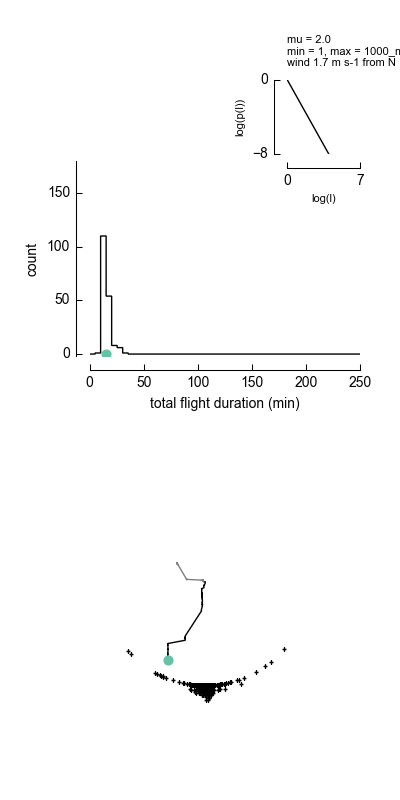 mu = 2.0
min = 1, max = 1000_m
wind 1.7 m s-1 from N
0
log(p(l))
−8
0 7
log(l)
150
100
50
0
count
0 50 100 150 200 250
total flight duration (min)